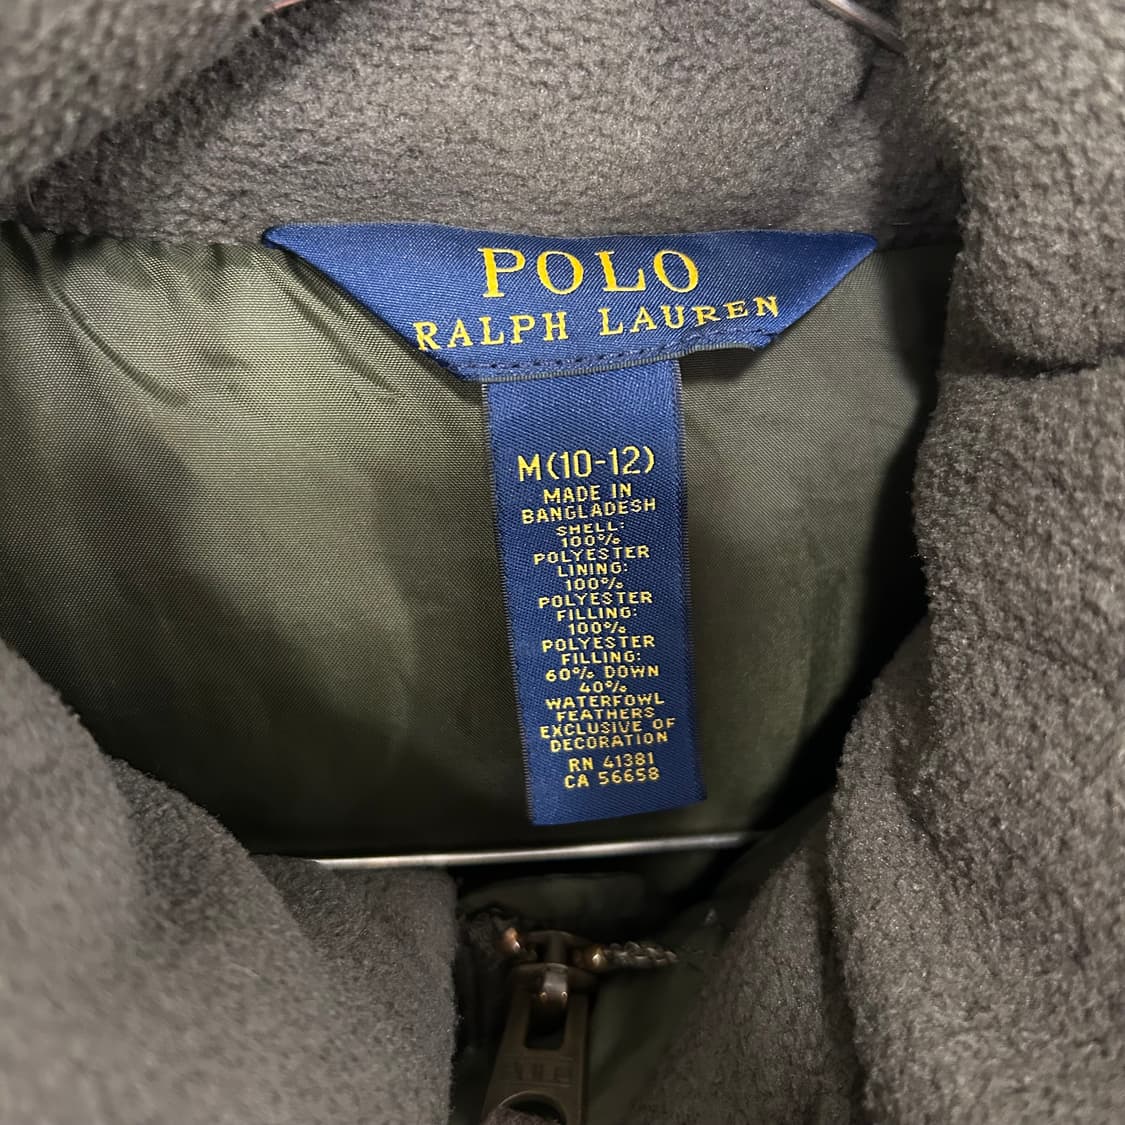 POLO
RALPH LAUREN
M(10-12)
MADE IN
BANGLADESH
SHELL:
100%
POLYESTER
LINING:
100%
POLYESTER
FILLING:
100%
POLYESTER
FILLING:
60% DOWN
40%
WATERFOWL
FEATHERS
EXCLUSIVE OF
DECORATION
RN 41381
CA 56658